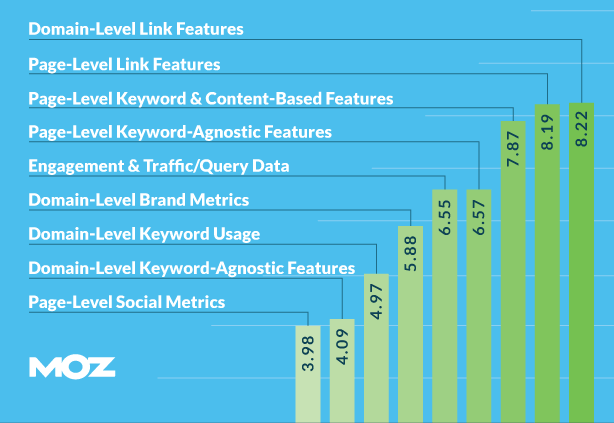 Domain-Level Link Features
Page-Level Link Features
Page-Level Keyword & Content-Based Features
Page-Level Keyword-Agnostic Features
Engagement & Traffic/Query Data
Domain-Level Brand Metrics
Domain-Level Keyword Usage
Domain-Level Keyword-Agnostic Features
Page-Level Social Metrics
3.98
4.09
4.97
5.88
6.55
6.57
7.87
8.19
8.22
MOZ